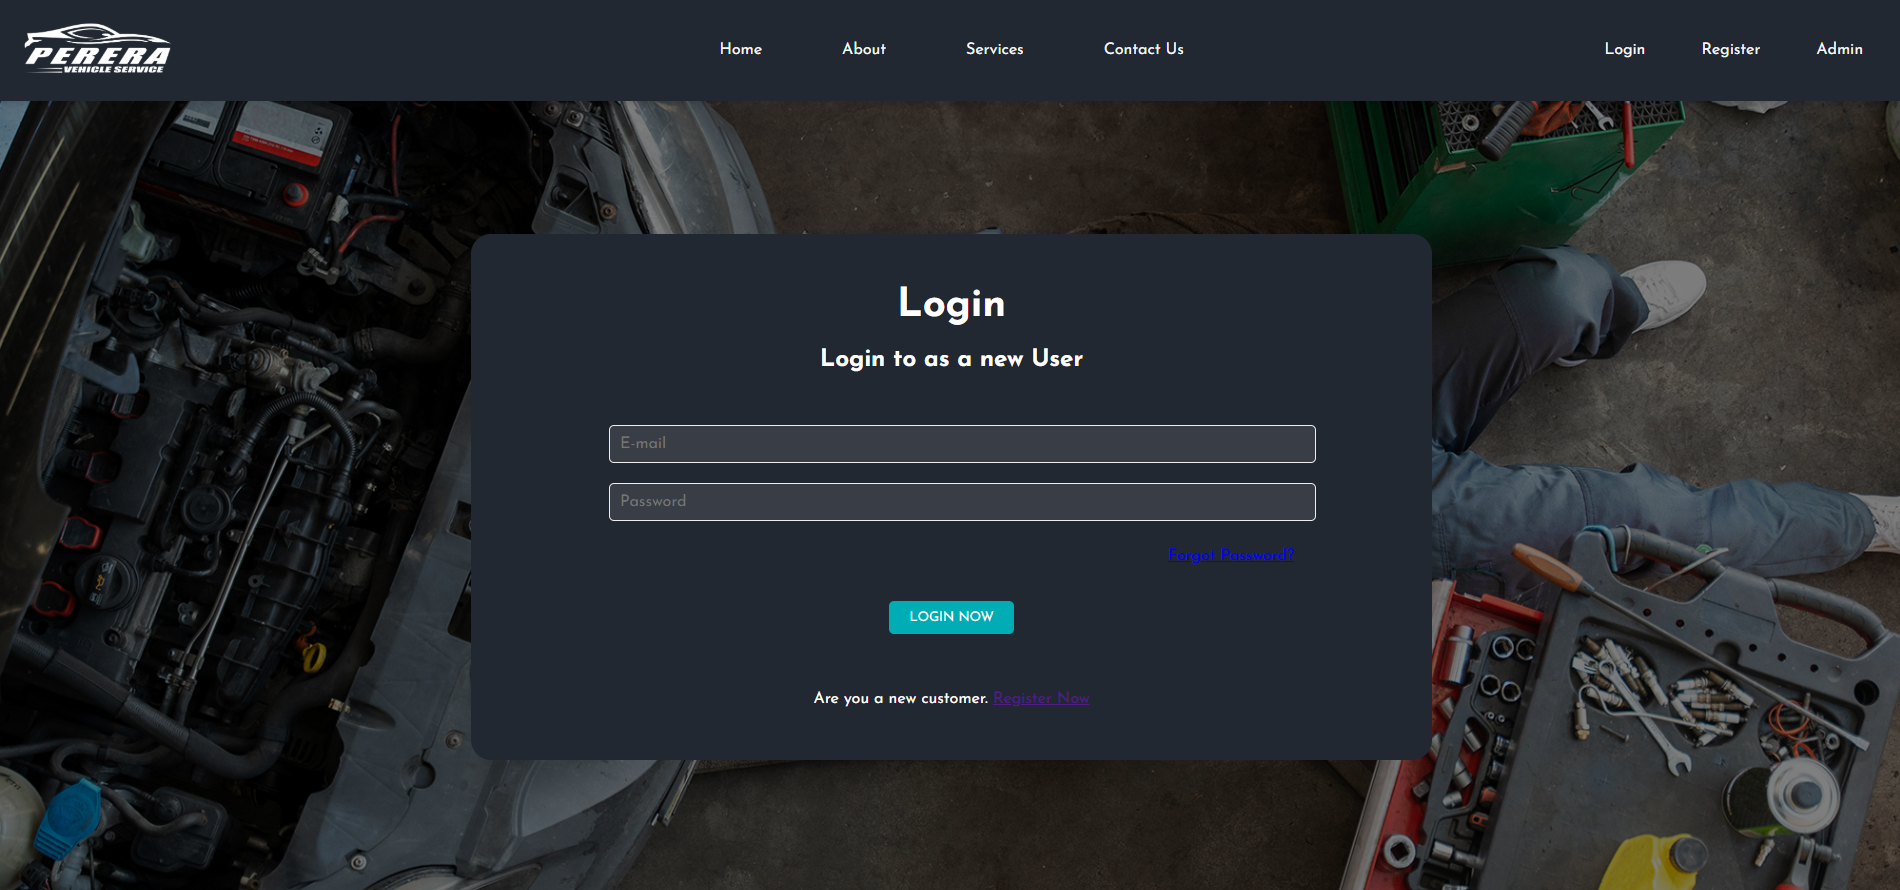 PERERA
VEHICLE SERVICE
Home About Services Contact Us
Login Register Admin
Login
Login to as a new User
E-mail
Password
Forgot Password?
LOGIN NOW
Are you a new customer. Register Now